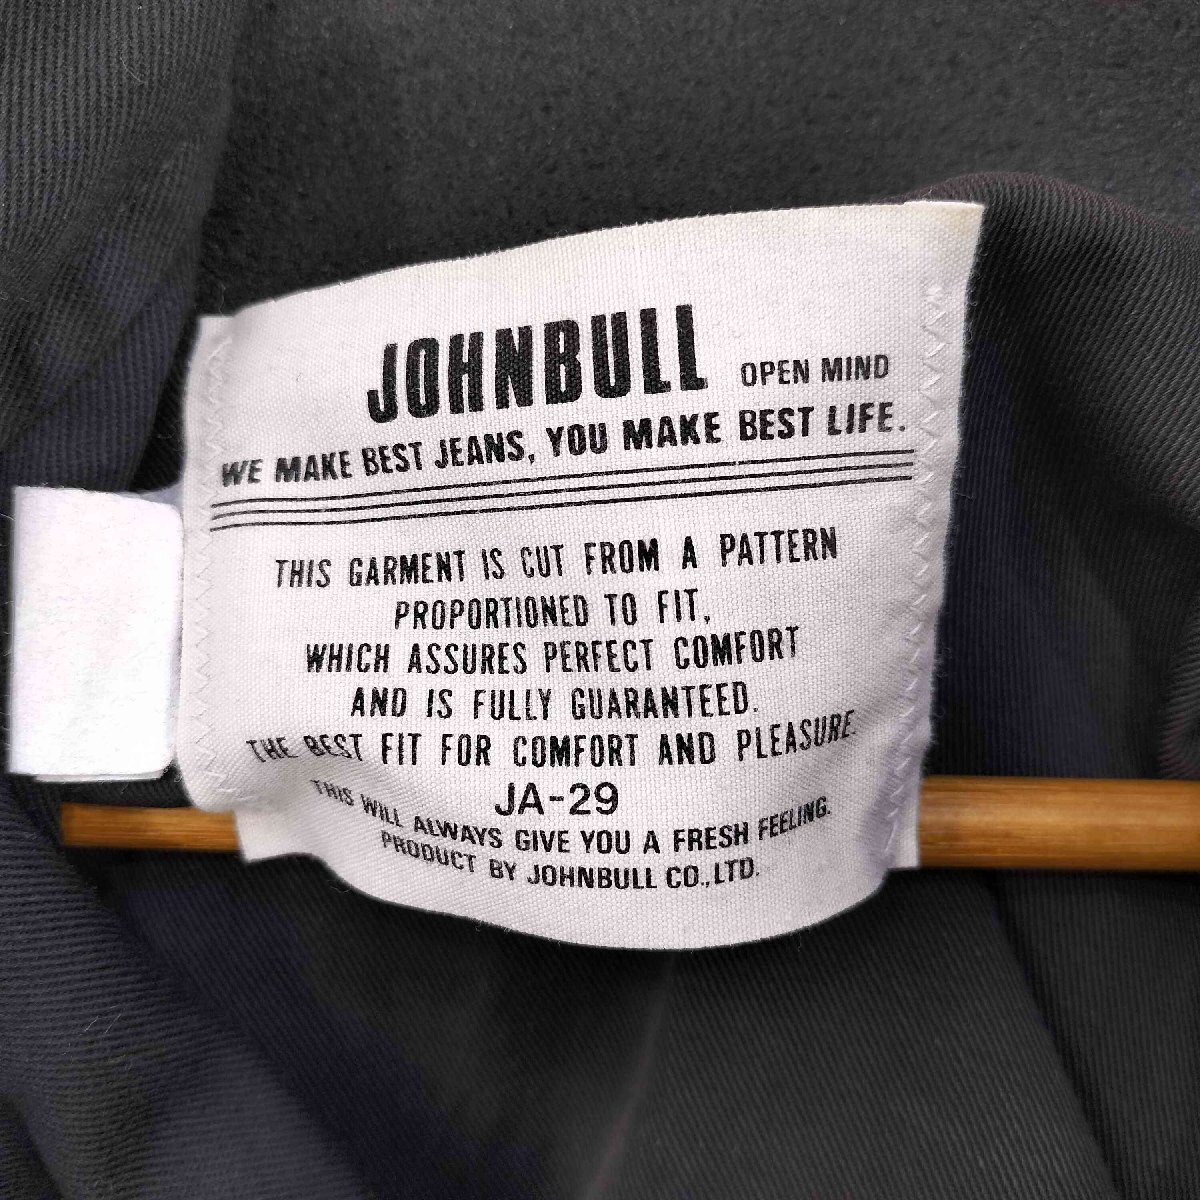 JOHNBULL OPEN MIND
WE MAKE BEST JEANS, YOU MAKE BEST LIFE.
THIS GARMENT IS CUT FROM A PATTERN
PROPORTIONED TO FIT,
WHICH ASSURES PERFECT COMFORT
AND IS FULLY GUARANTEED.
THE BEST FIT FOR COMFORT AND PLEASURE.
JA-29
THIS WILL ALWAYS GIVE YOU A FRESH FEELING.
PRODUCT BY JOHNBULL CO.,LTD.